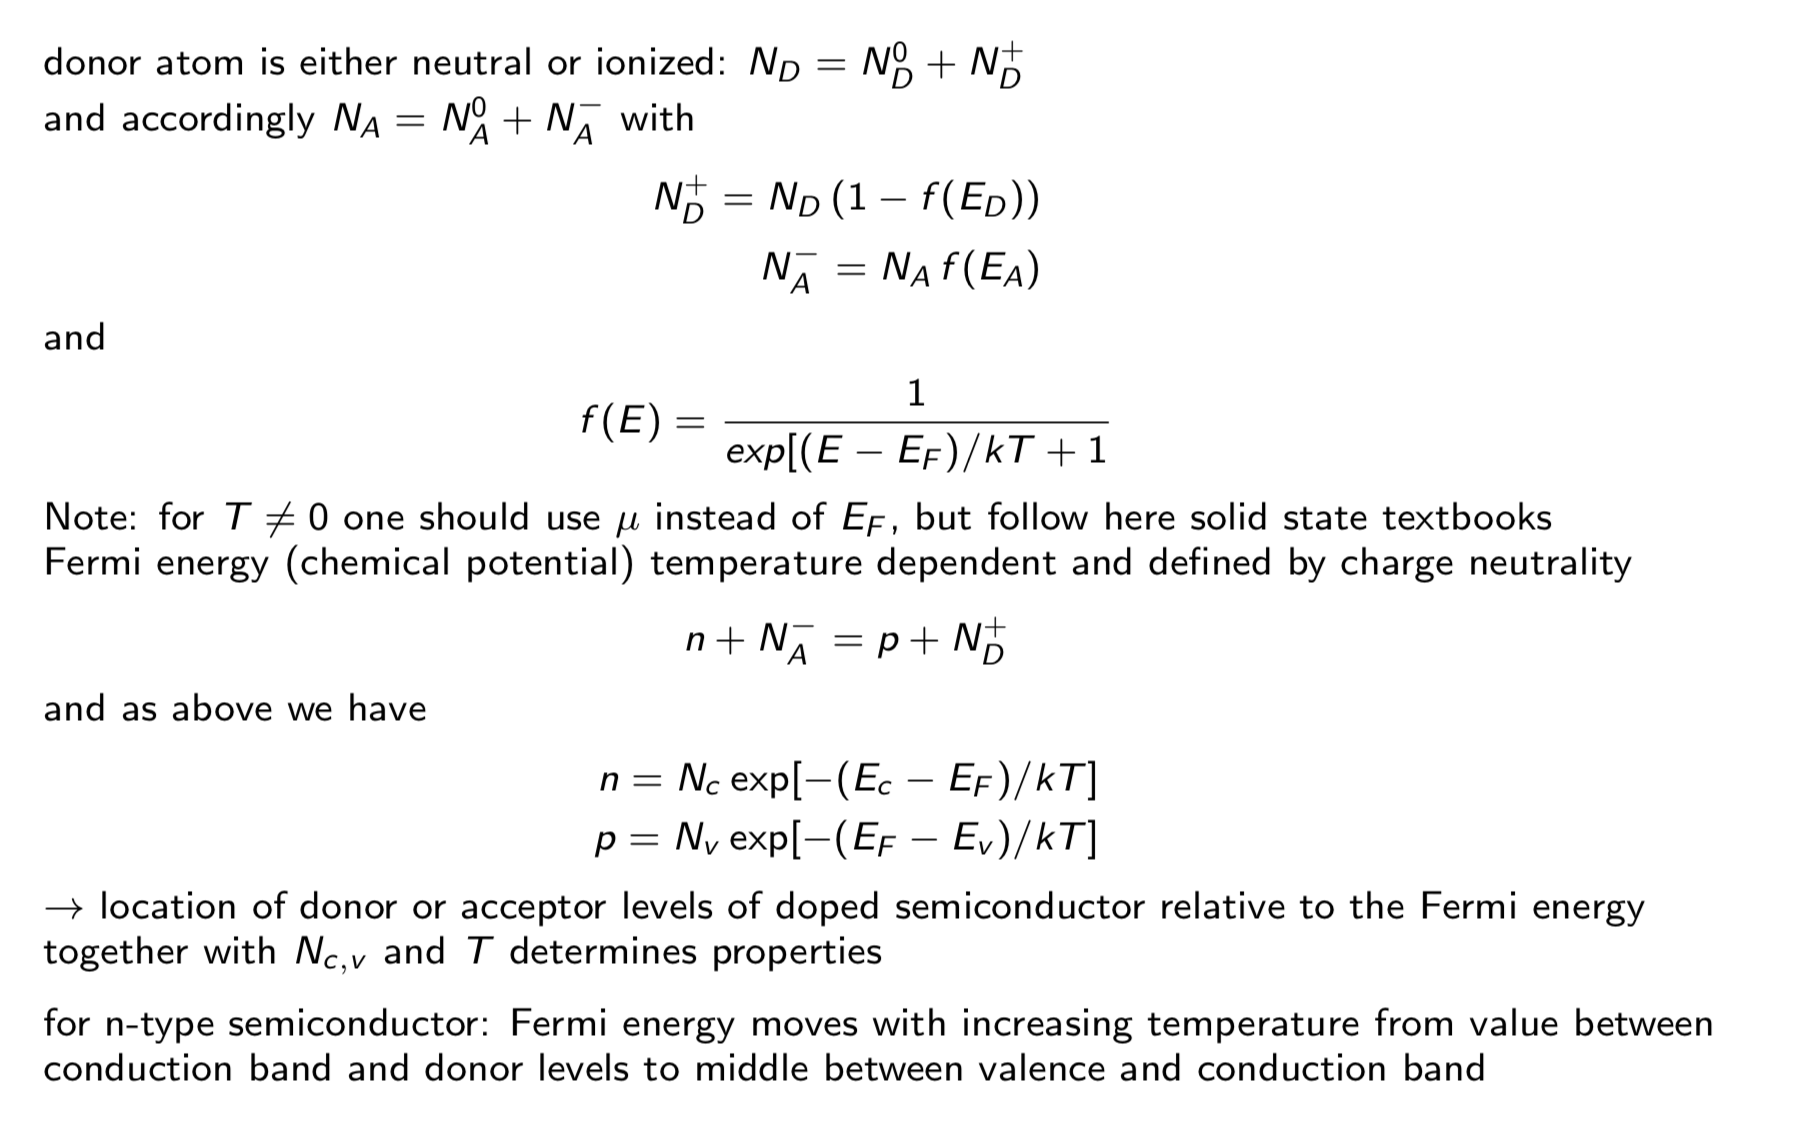 donor atom is either neutral or ionized: $N_D = N_D^0 + N_D^+$
and accordingly $N_A = N_A^0 + N_A^-$ with
$N_D^+ = N_D \, (1 - f(E_D))$
$N_A^- = N_A \, f(E_A)$
and
$f(E) = \frac{1}{exp[(E - E_F)/kT + 1}$
Note: for $T \neq 0$ one should use $\mu$ instead of $E_F$, but follow here solid state textbooks
Fermi energy (chemical potential) temperature dependent and defined by charge neutrality
$n + N_A^- = p + N_D^+$
and as above we have
$n = N_c \exp[-(E_c - E_F)/kT]$
$p = N_v \exp[-(E_F - E_v)/kT]$
→ location of donor or acceptor levels of doped semiconductor relative to the Fermi energy
together with $N_{c,v}$ and $T$ determines properties
for n-type semiconductor: Fermi energy moves with increasing temperature from value between
conduction band and donor levels to middle between valence and conduction band